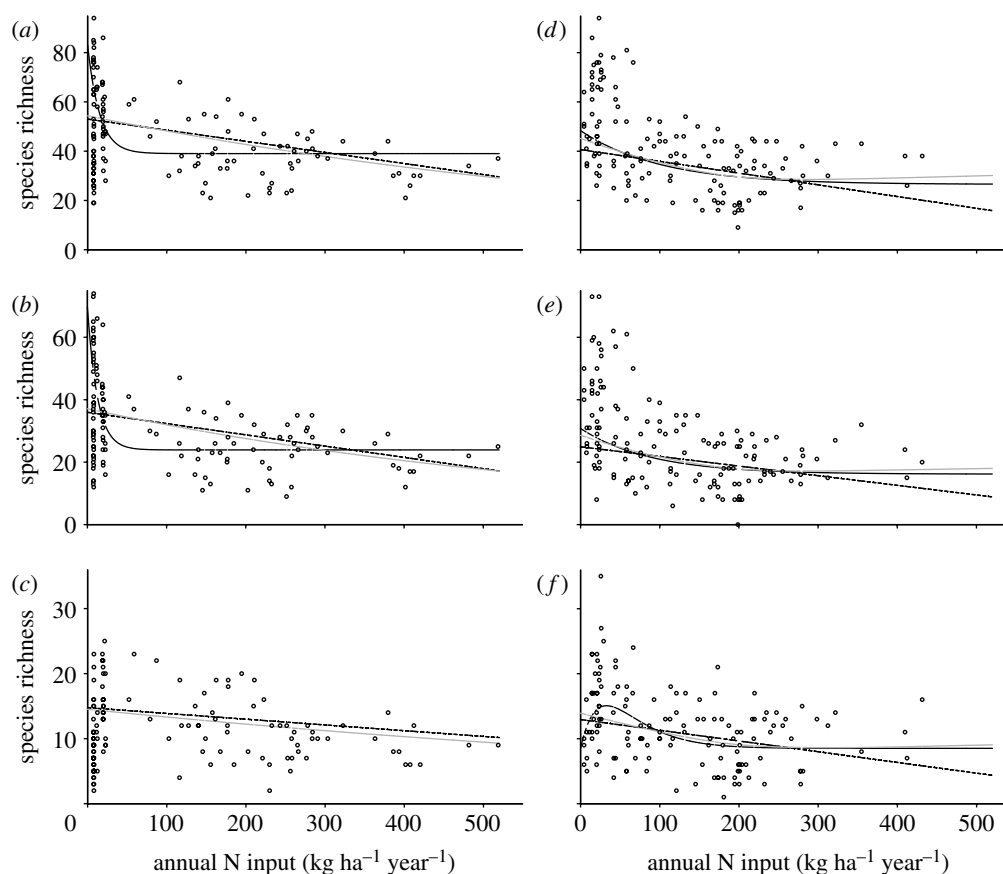 (a)
(d)
80
60
40
20
0
species richness
(b)
(e)
60
40
20
0
species richness
(c)
(f)
30
20
10
species richness
0 100 200 300 400 500
0 100 200 300 400 500
annual N input (kg ha⁻¹ year⁻¹)
annual N input (kg ha⁻¹ year⁻¹)